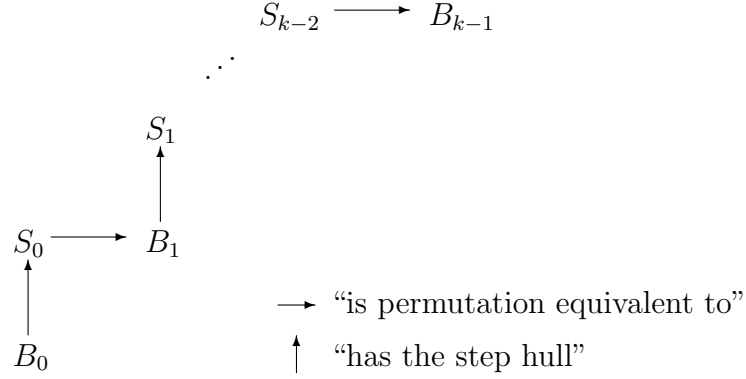 S_{k−2} ⟶ B_{k−1}
⋰
S_1
S_0 ⟶ B_1
⟶ “is permutation equivalent to”
B_0 ↑ “has the step hull”